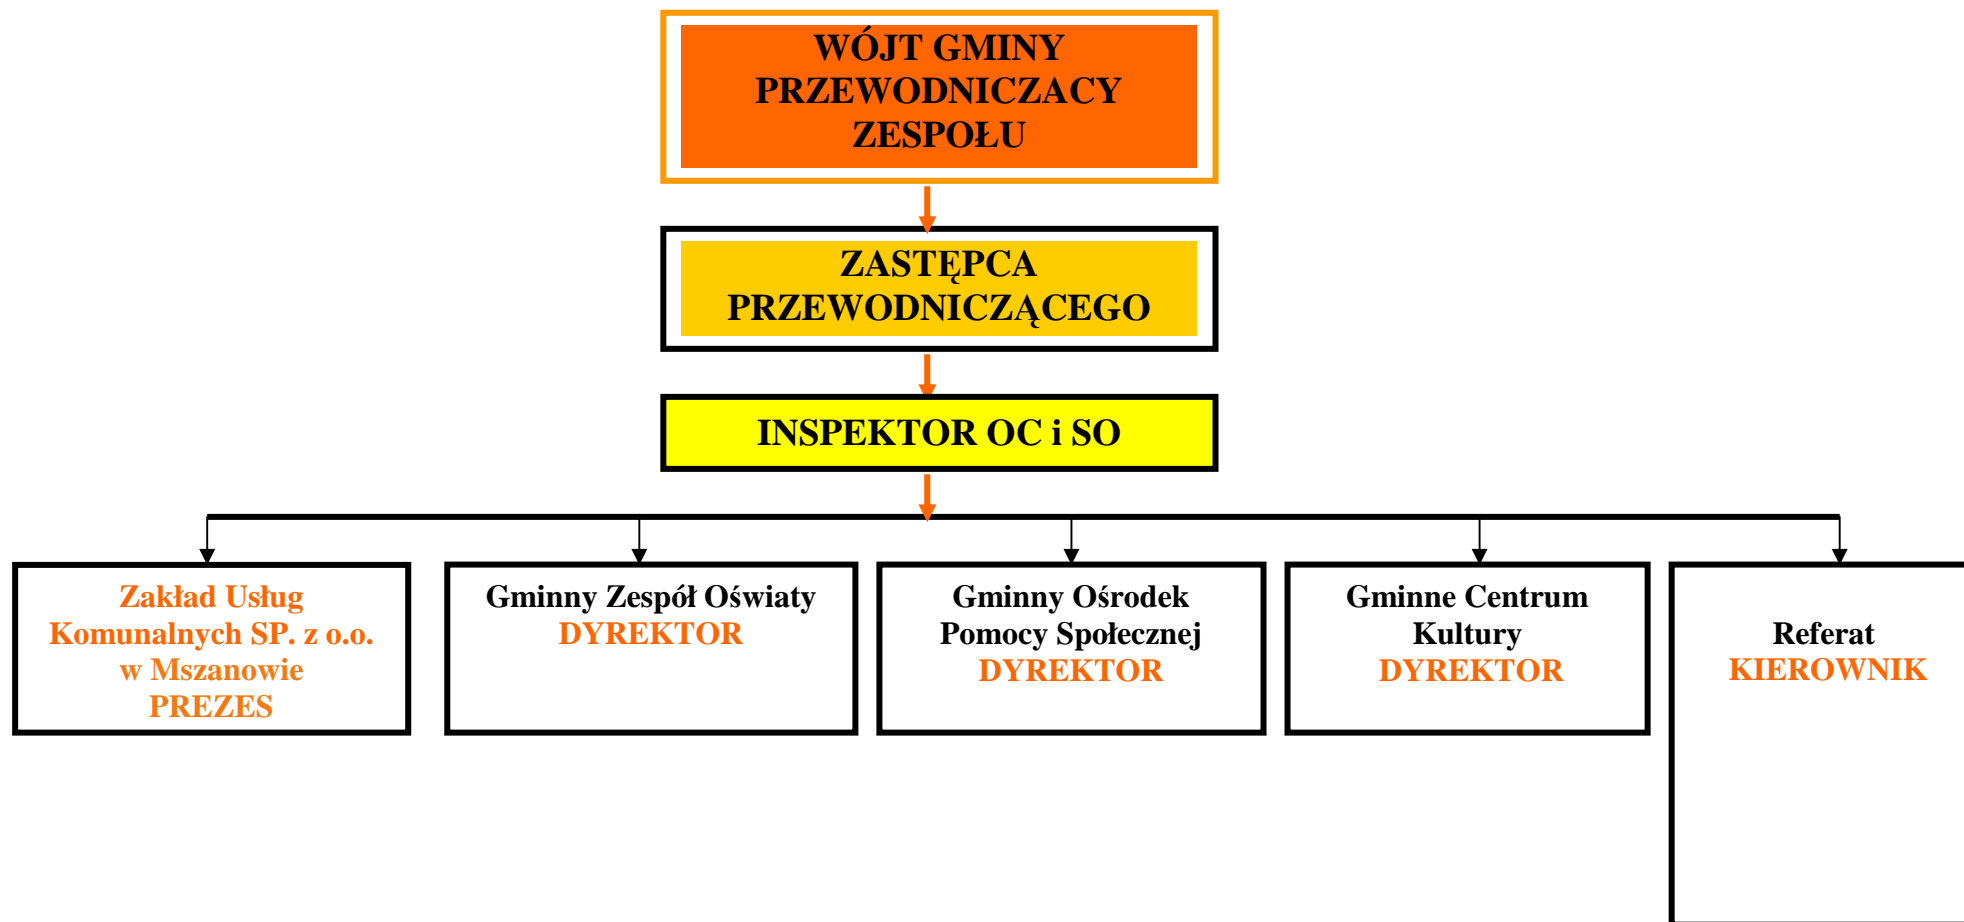 WÓJT GMINY
PRZEWODNICZACY
ZESPOŁU
ZASTĘPCA
PRZEWODNICZĄCEGO
INSPEKTOR OC i SO
Zakład Usług
Komunalnych SP. z o.o.
w Mszanowie
PREZES
Gminny Zespół Oświaty
DYREKTOR
Gminny Ośrodek
Pomocy Społecznej
DYREKTOR
Gminne Centrum
Kultury
DYREKTOR
Referat
KIEROWNIK